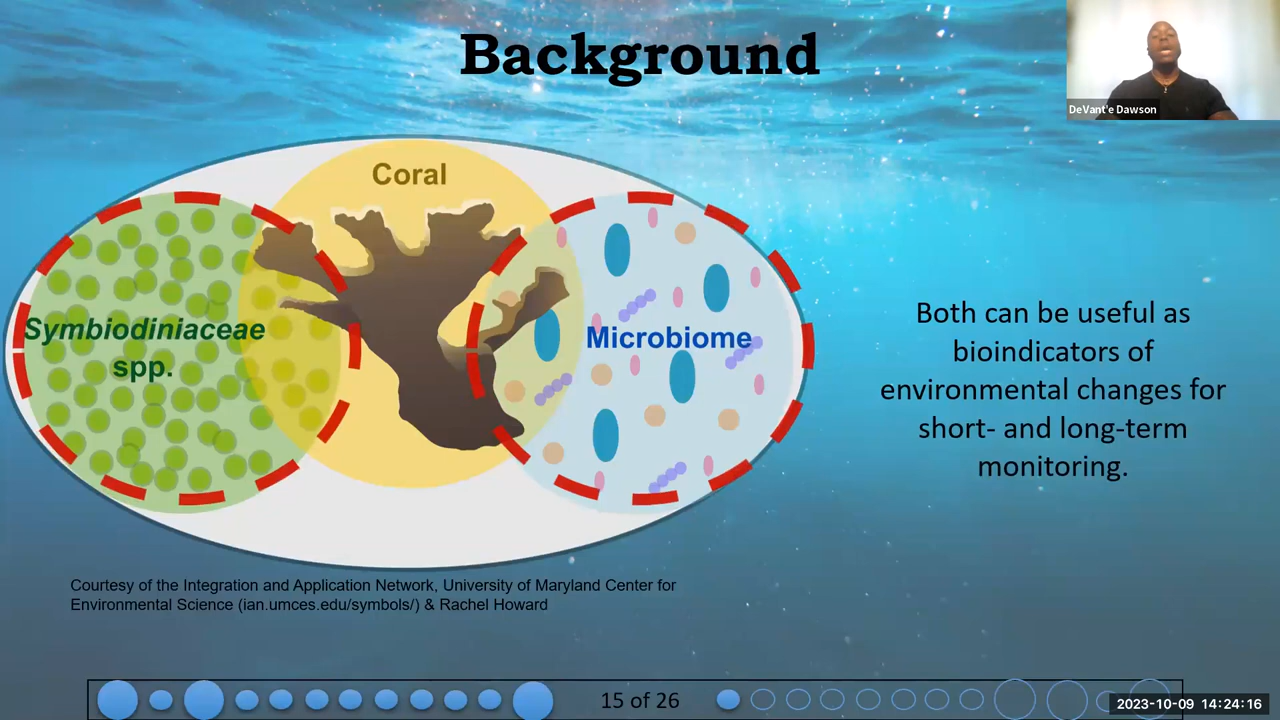 Background
DeVant'e Dawson
Coral
Symbiodiniaceae
spp.
Microbiome
Both can be useful as
bioindicators of
environmental changes for
short- and long-term
monitoring.
Courtesy of the Integration and Application Network, University of Maryland Center for
Environmental Science (ian.umces.edu/symbols/) & Rachel Howard
15 of 26
2023-10-09 14:24:16